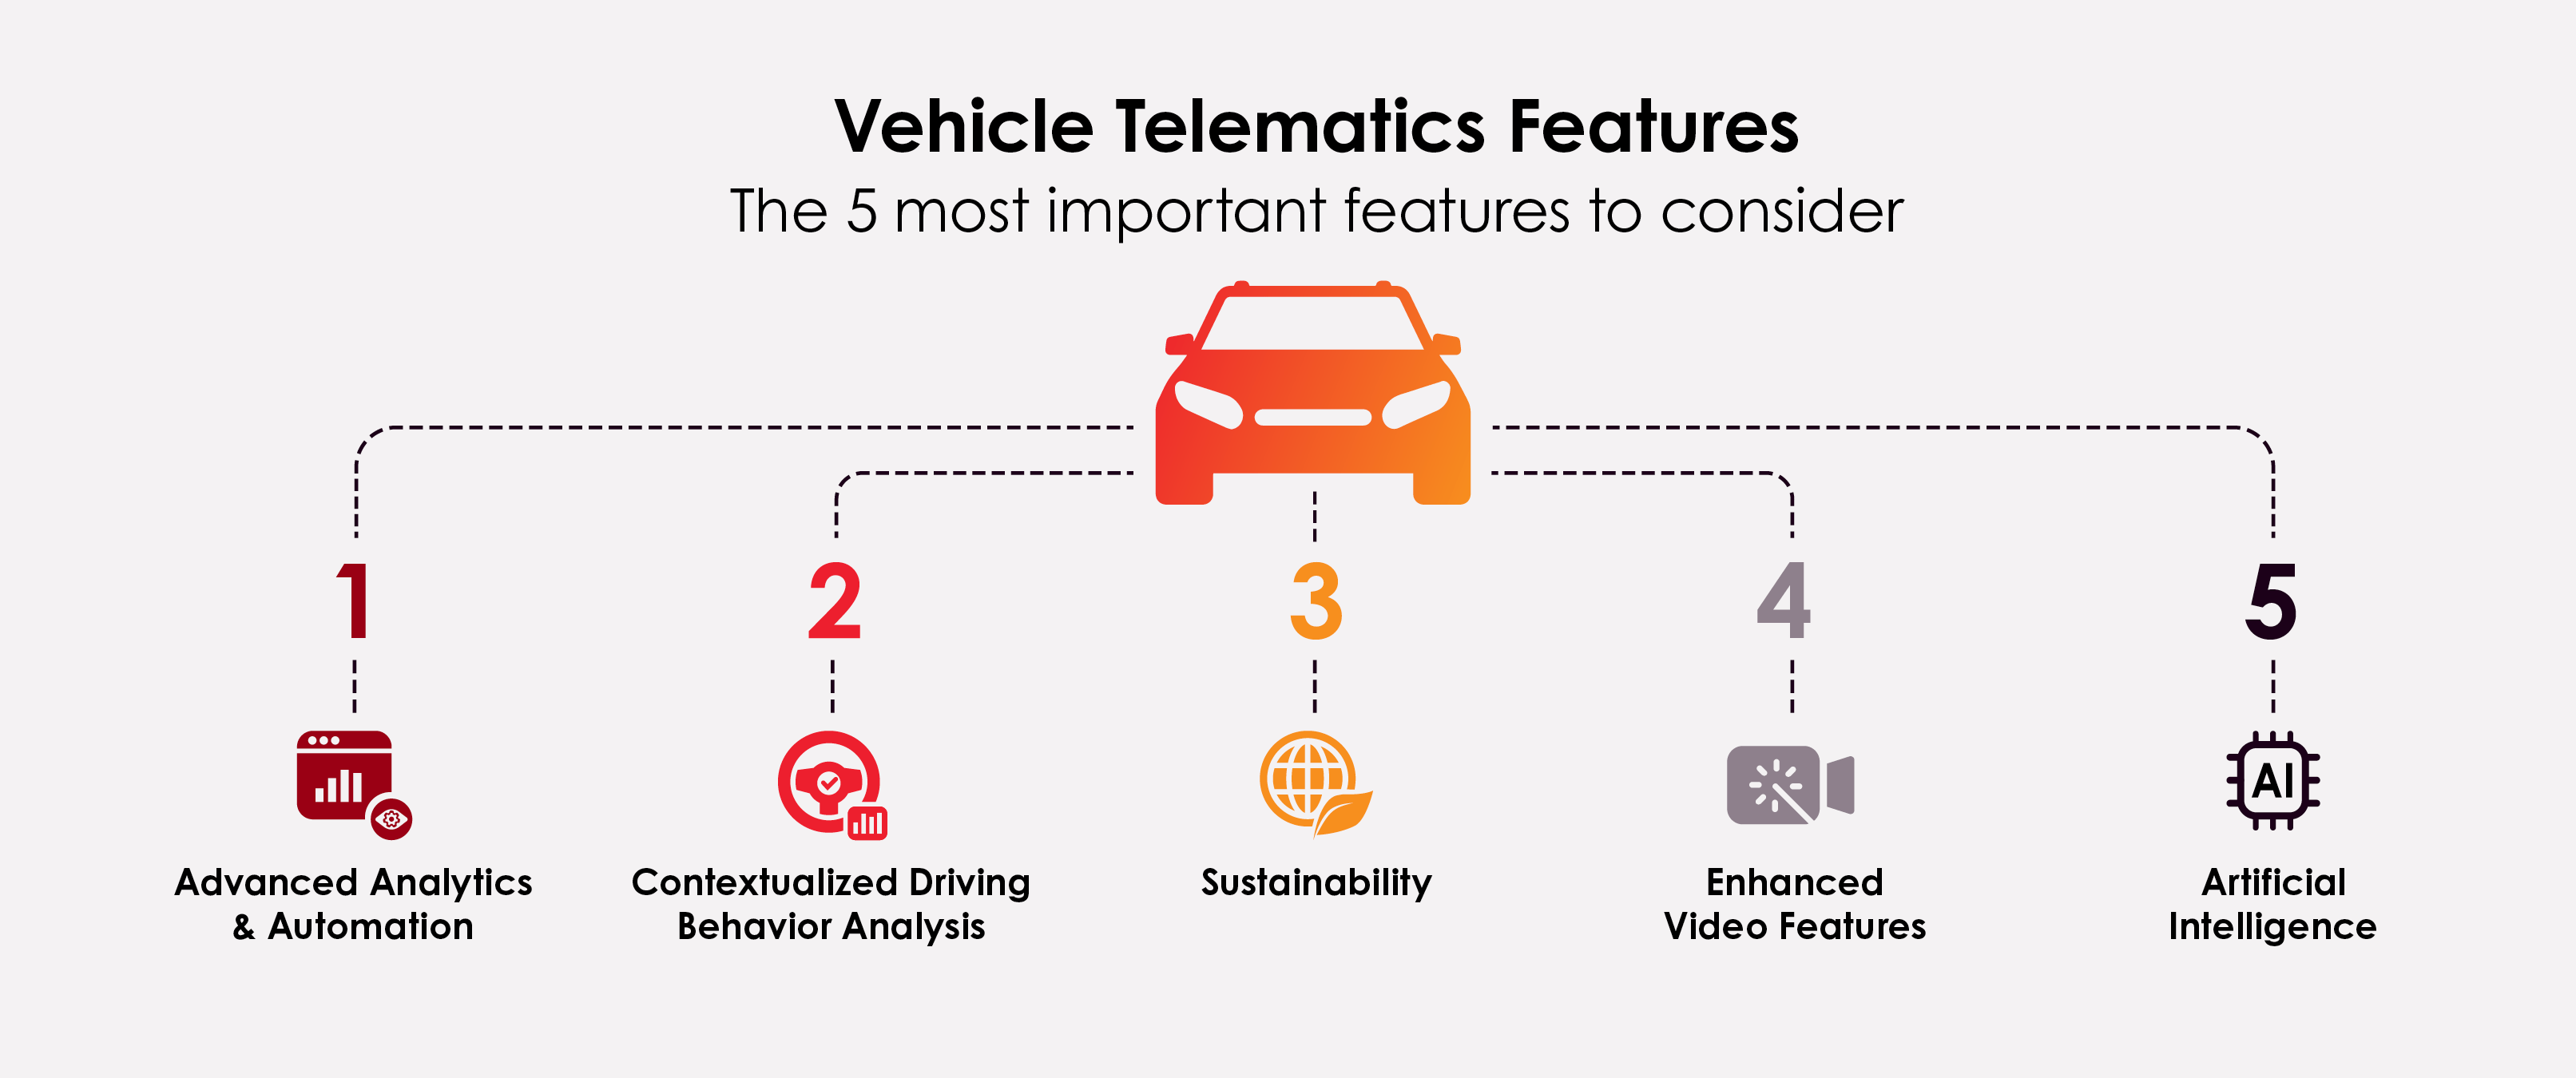 Vehicle Telematics Features
The 5 most important features to consider
1
2
3
4
5
AI
Advanced Analytics
& Automation
Contextualized Driving
Behavior Analysis
Sustainability
Enhanced
Video Features
Artificial
Intelligence